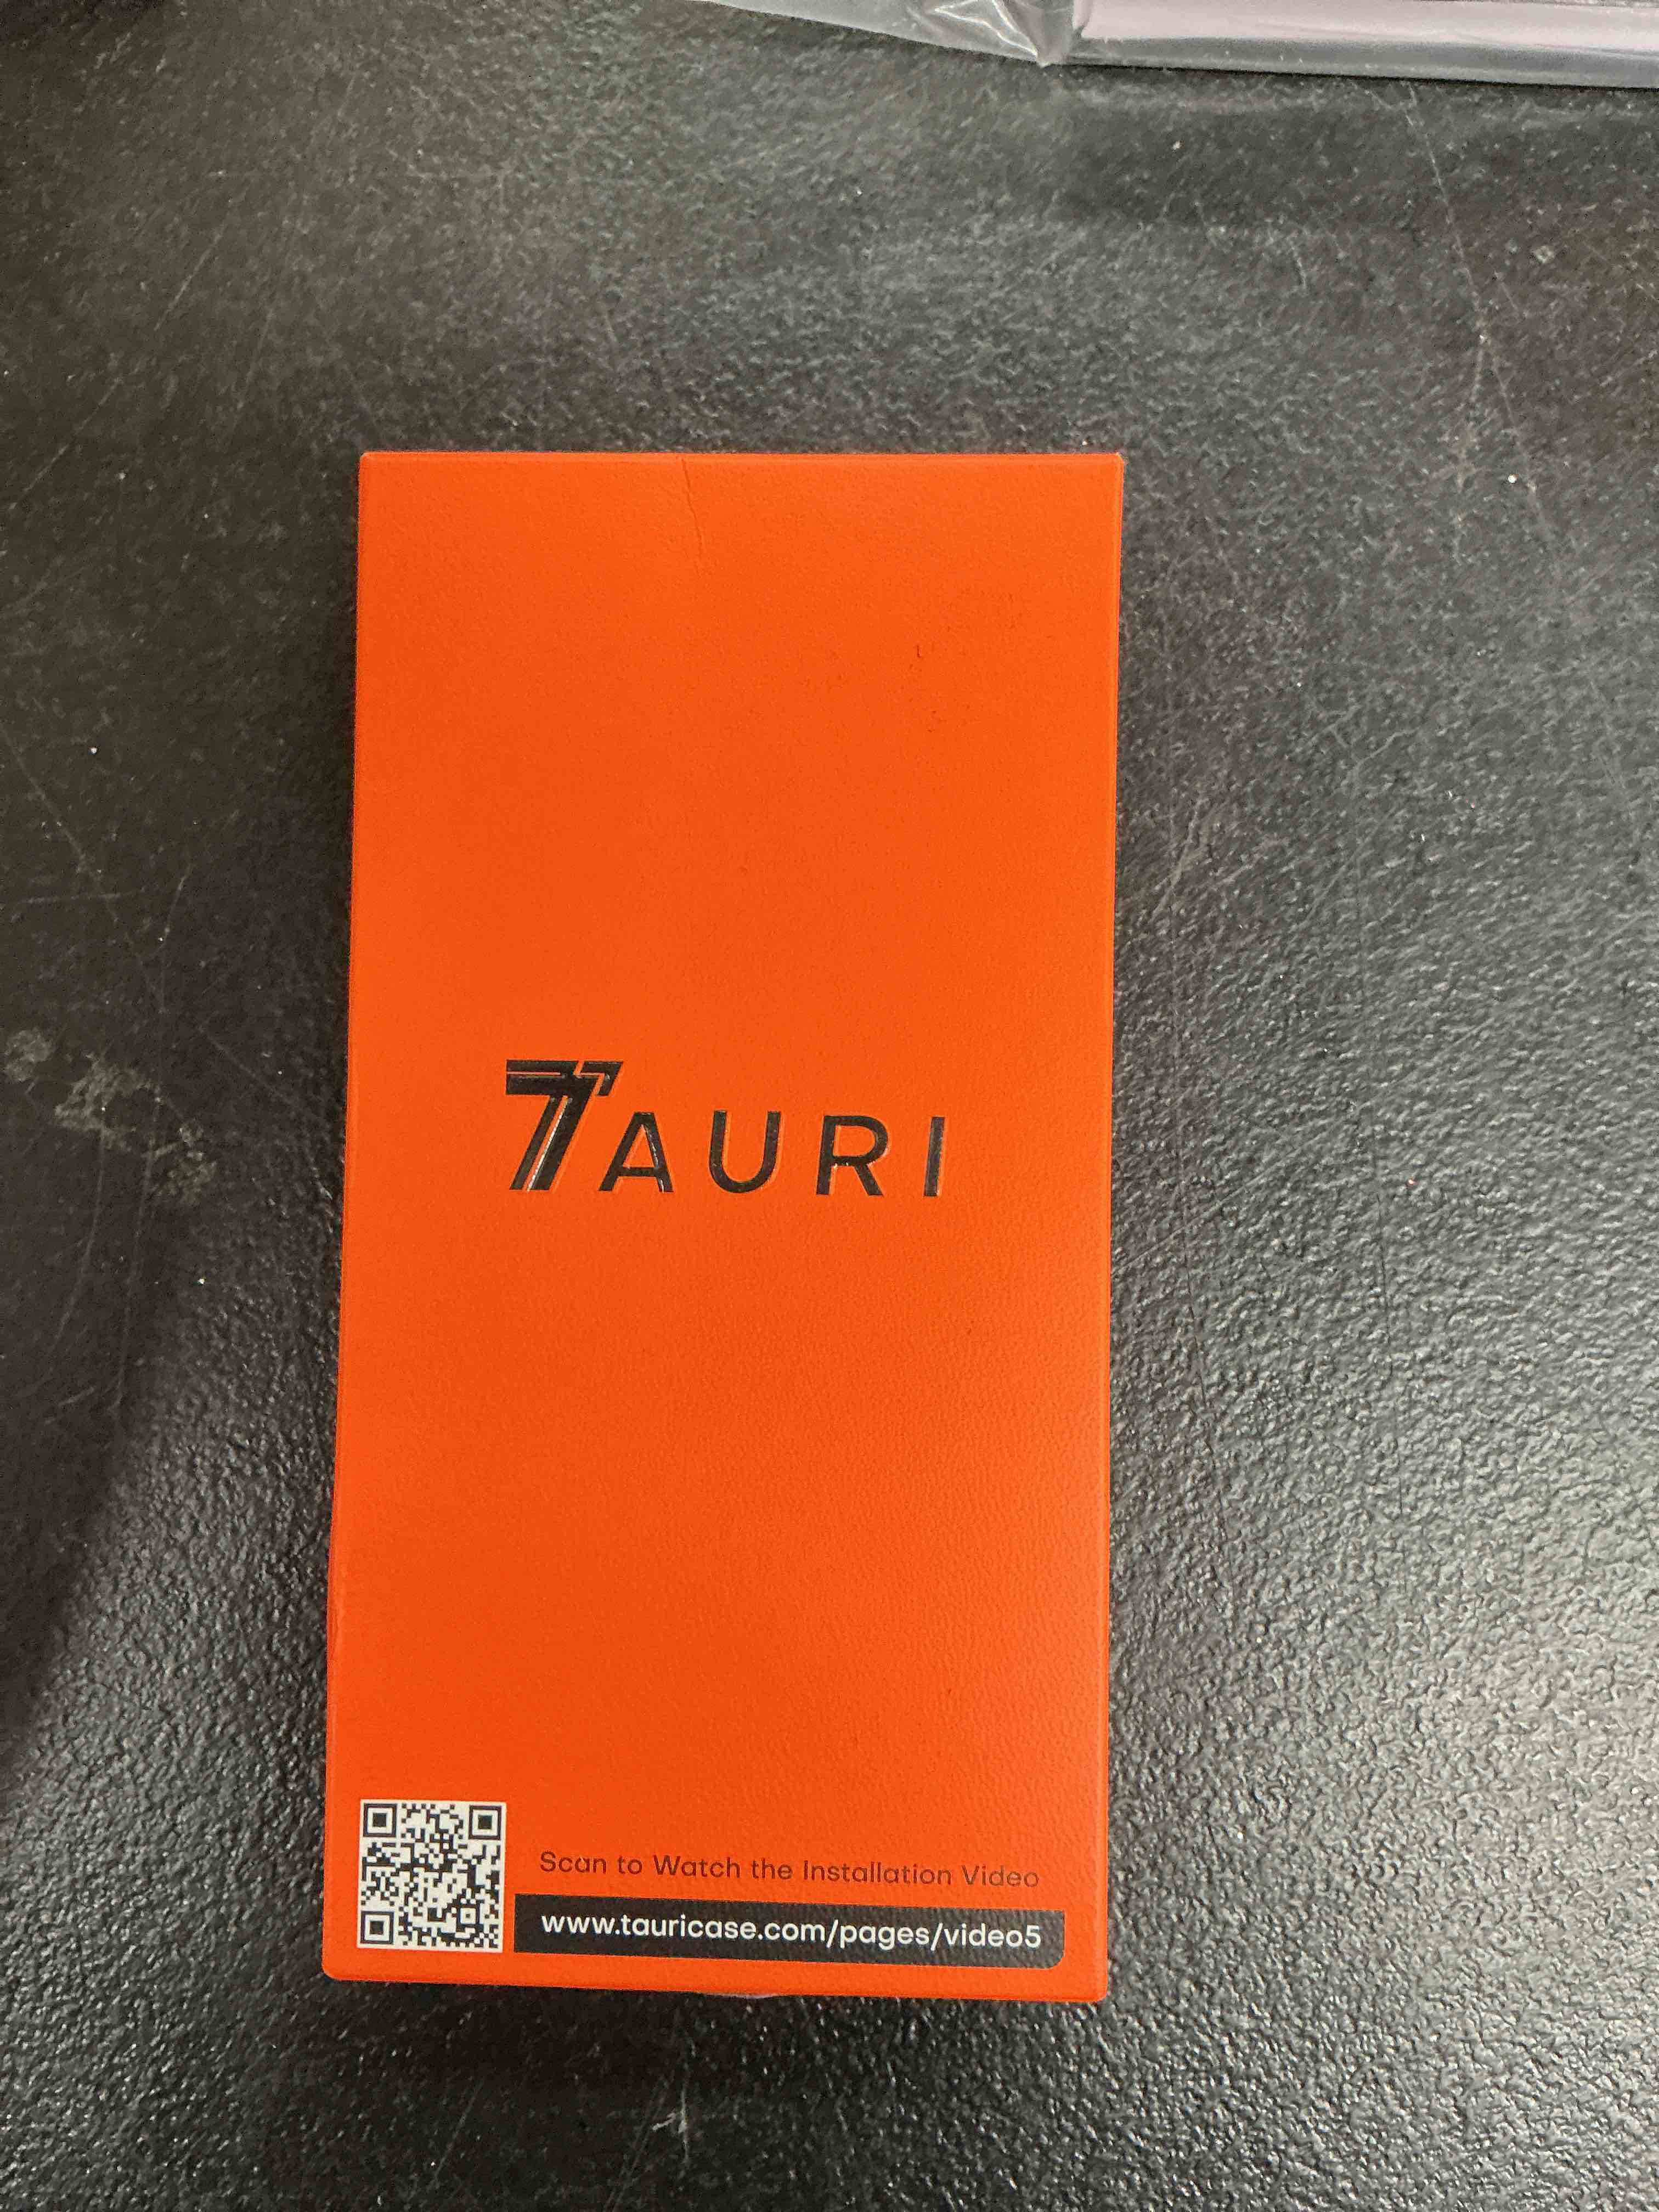 TAURI
Scan to Watch the Installation Video
www.tauricase.com/pages/video5